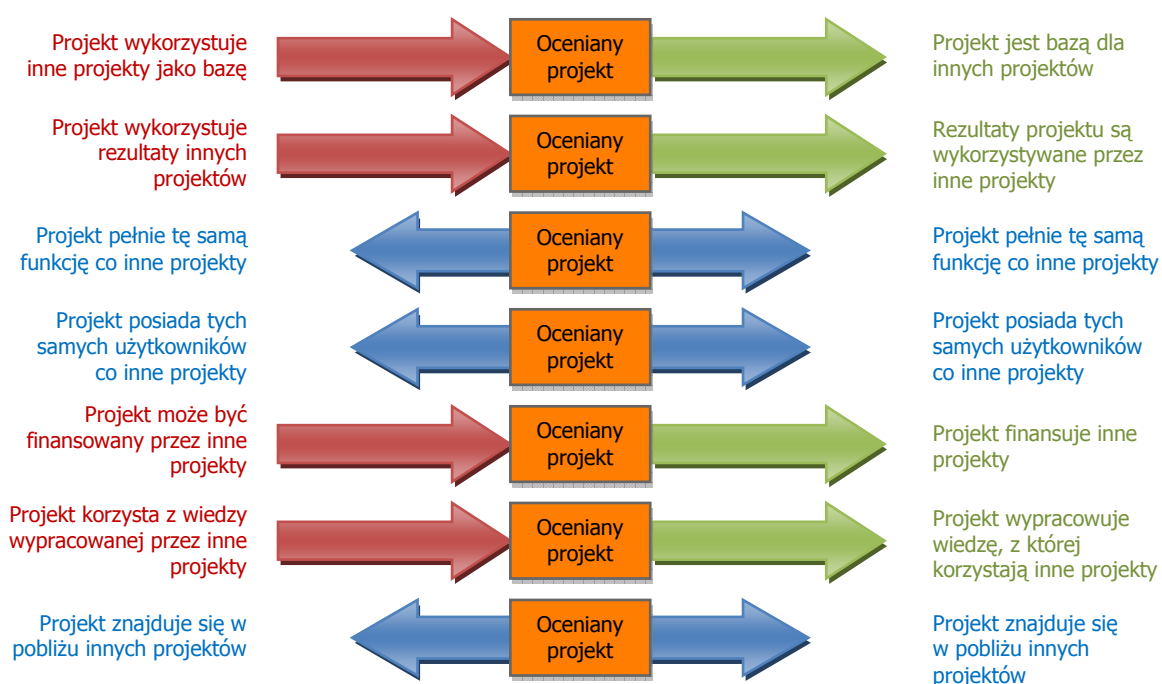 Projekt wykorzystuje
inne projekty jako bazę
Oceniany
projekt
Projekt jest bazą dla
innych projektów
Projekt wykorzystuje
rezultaty innych
projektów
Oceniany
projekt
Rezultaty projektu są
wykorzystywane przez
inne projekty
Projekt pełnie tę samą
funkcję co inne projekty
Oceniany
projekt
Projekt pełnie tę samą
funkcję co inne projekty
Projekt posiada tych
samych użytkowników
co inne projekty
Oceniany
projekt
Projekt posiada tych
samych użytkowników
co inne projekty
Projekt może być
finansowany przez inne
projekty
Oceniany
projekt
Projekt finansuje inne
projekty
Projekt korzysta z wiedzy
wypracowanej przez inne
projekty
Oceniany
projekt
Projekt wypracowuje
wiedzę, z której
korzystają inne projekty
Projekt znajduje się w
pobliżu innych projektów
Oceniany
projekt
Projekt znajduje się
w pobliżu innych
projektów